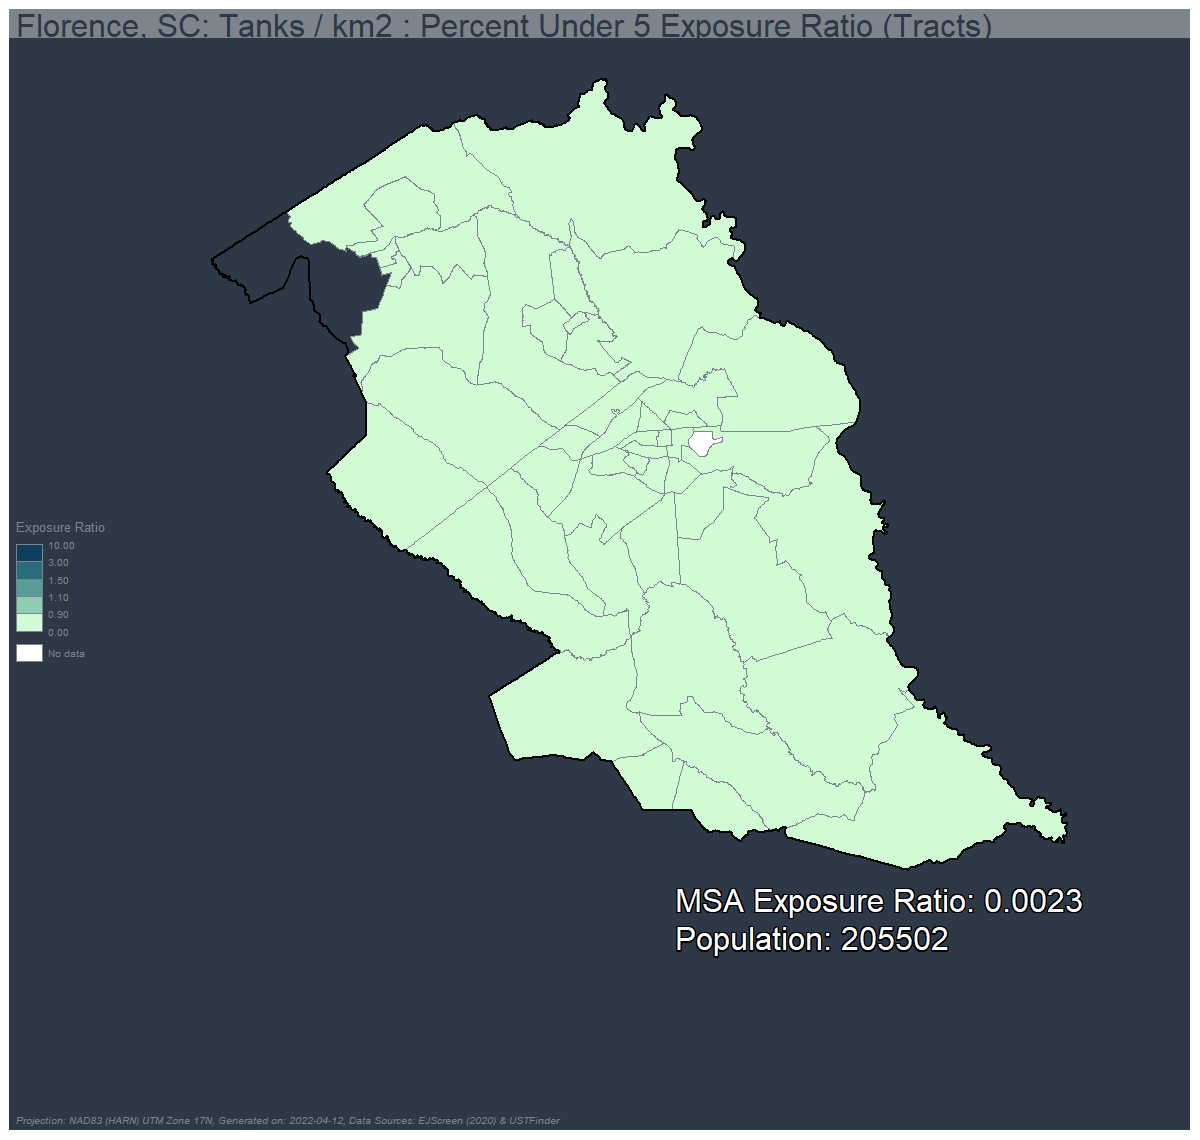 Florence, SC: Tanks / km2 : Percent Under 5 Exposure Ratio (Tracts)
Exposure Ratio
10.00
3.00
1.50
1.10
0.90
0.00
No data
MSA Exposure Ratio: 0.0023
Population: 205502
Projection: NAD83 (HARN) UTM Zone 17N, Generated on: 2022-04-12, Data Sources: EJScreen (2020) & USTFinder